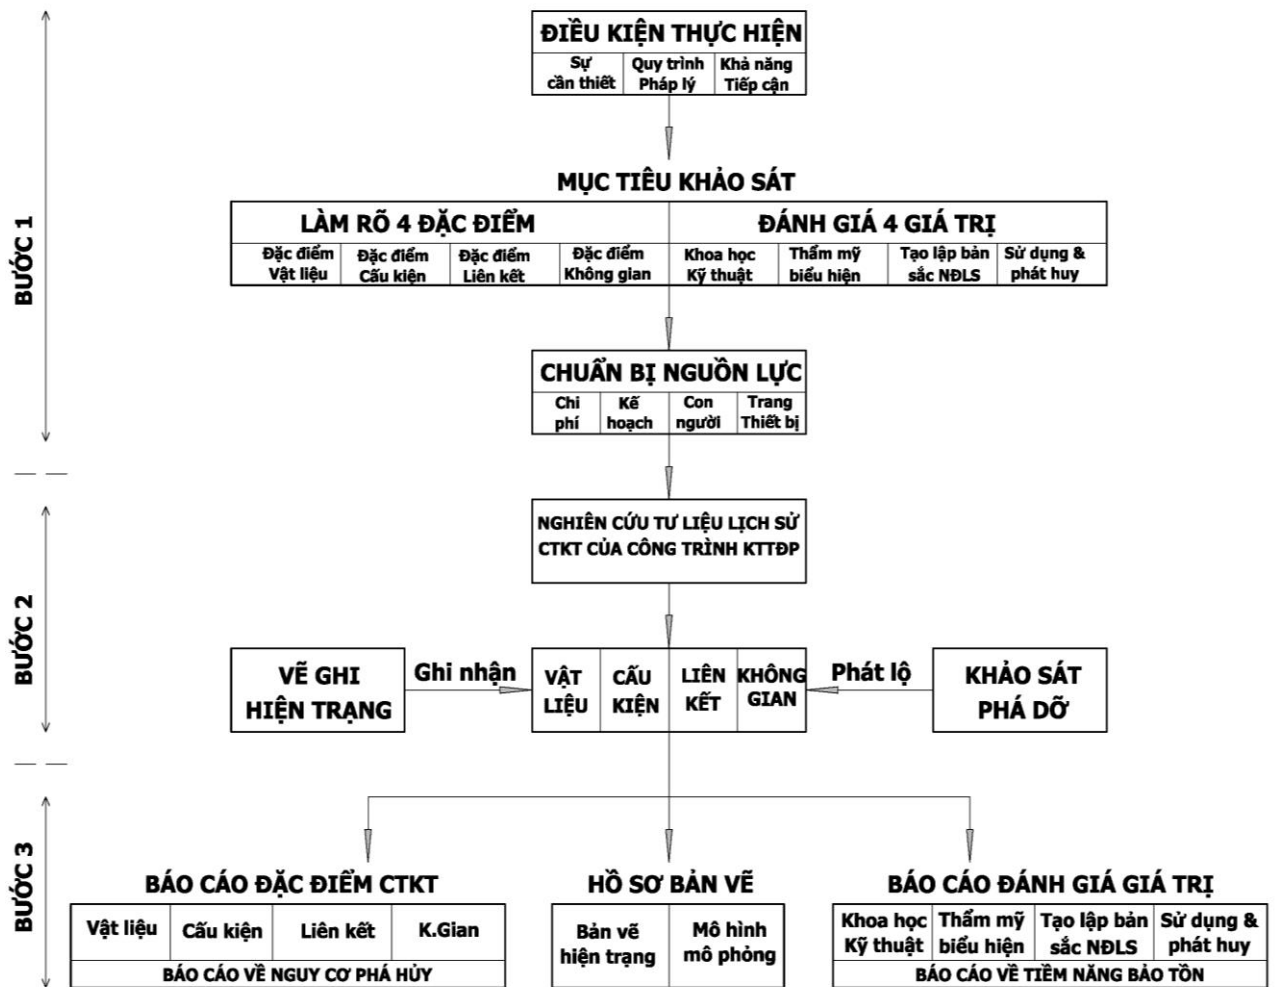 ĐIỀU KIỆN THỰC HIỆN
Sự
cần thiết
Quy trình
Pháp lý
Khả năng
Tiếp cận
BƯỚC 1
MỤC TIÊU KHẢO SÁT
LÀM RÕ 4 ĐẶC ĐIỂM
ĐÁNH GIÁ 4 GIÁ TRỊ
Đặc điểm
Vật liệu
Đặc điểm
Cấu kiện
Đặc điểm
Liên kết
Đặc điểm
Không gian
Khoa học
Kỹ thuật
Thẩm mỹ
biểu hiện
Tạo lập bản
sắc NĐLS
Sử dụng &
phát huy
CHUẨN BỊ NGUỒN LỰC
Chi
phí
Kế
hoạch
Con
người
Trang
Thiết bị
BƯỚC 2
NGHIÊN CỨU TƯ LIỆU LỊCH SỬ
CTKT CỦA CÔNG TRÌNH KTTĐP
VẼ GHI
HIỆN TRẠNG
Ghi nhận
VẬT
LIỆU
CẤU
KIỆN
LIÊN
KẾT
KHÔNG
GIAN
Phát lộ
KHẢO SÁT
PHÁ DỠ
BƯỚC 3
BÁO CÁO ĐẶC ĐIỂM CTKT
Vật liệu
Cấu kiện
Liên kết
K.Gian
BÁO CÁO VỀ NGUY CƠ PHÁ HỦY
HỒ SƠ BẢN VẼ
Bản vẽ
hiện trạng
Mô hình
mô phỏng
BÁO CÁO ĐÁNH GIÁ GIÁ TRỊ
Khoa học
Kỹ thuật
Thẩm mỹ
biểu hiện
Tạo lập bản
sắc NĐLS
Sử dụng &
phát huy
BÁO CÁO VỀ TIỀM NĂNG BẢO TỒN